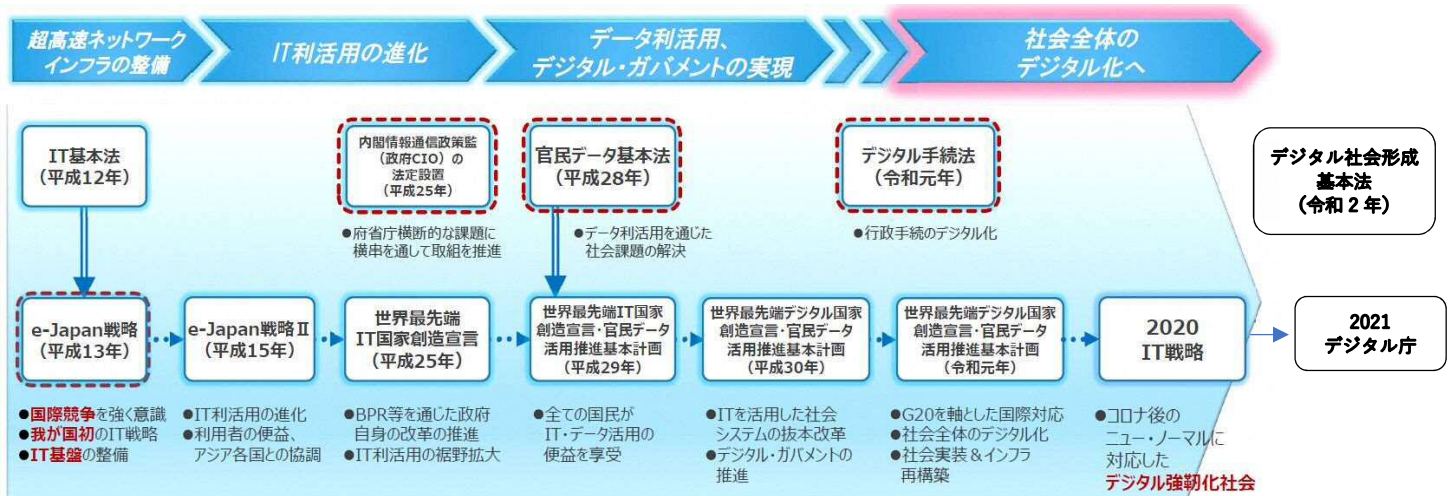 超高速ネットワーク
インフラの整備
IT利活用の進化
データ利活用、
デジタル・ガバメントの実現
社会全体の
デジタル化へ
IT基本法
(平成12年)
内閣情報通信政策監
(政府CIO)の
法定設置
(平成25年)
●府省庁横断的な課題に
横串を通して取組を推進
官民データ基本法
(平成28年)
●データ利活用を通じた
社会課題の解決
デジタル手続法
(令和元年)
●行政手続のデジタル化
デジタル社会形成
基本法
(令和2年)
e-Japan戦略
(平成13年)
●国際競争を強く意識
●我が国初のIT戦略
●IT基盤の整備
e-Japan戦略Ⅱ
(平成15年)
●IT利活用の進化
●利用者の便益、
アジア各国との協調
世界最先端
IT国家創造宣言
(平成25年)
●BPR等を通じた政府
自身の改革の推進
●IT利活用の裾野拡大
世界最先端IT国家
創造宣言・官民データ
活用推進基本計画
(平成29年)
●全ての国民が
IT・データ活用の
便益を享受
世界最先端デジタル国家
創造宣言・官民データ
活用推進基本計画
(平成30年)
●ITを活用した社会
システムの抜本改革
●デジタル・ガバメントの
推進
世界最先端デジタル国家
創造宣言・官民データ
活用推進基本計画
(令和元年)
●G20を軸とした国際対応
●社会全体のデジタル化
●社会実装&インフラ
再構築
2020
IT戦略
●コロナ後の
ニュー・ノーマルに
対応した
デジタル強靭化社会
2021
デジタル庁